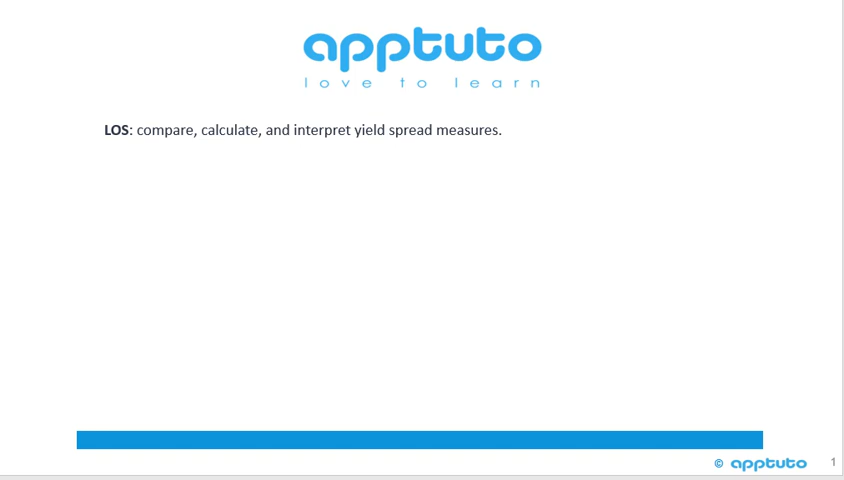 apptuto
love to learn
LOS: compare, calculate, and interpret yield spread measures.
© apptuto 1